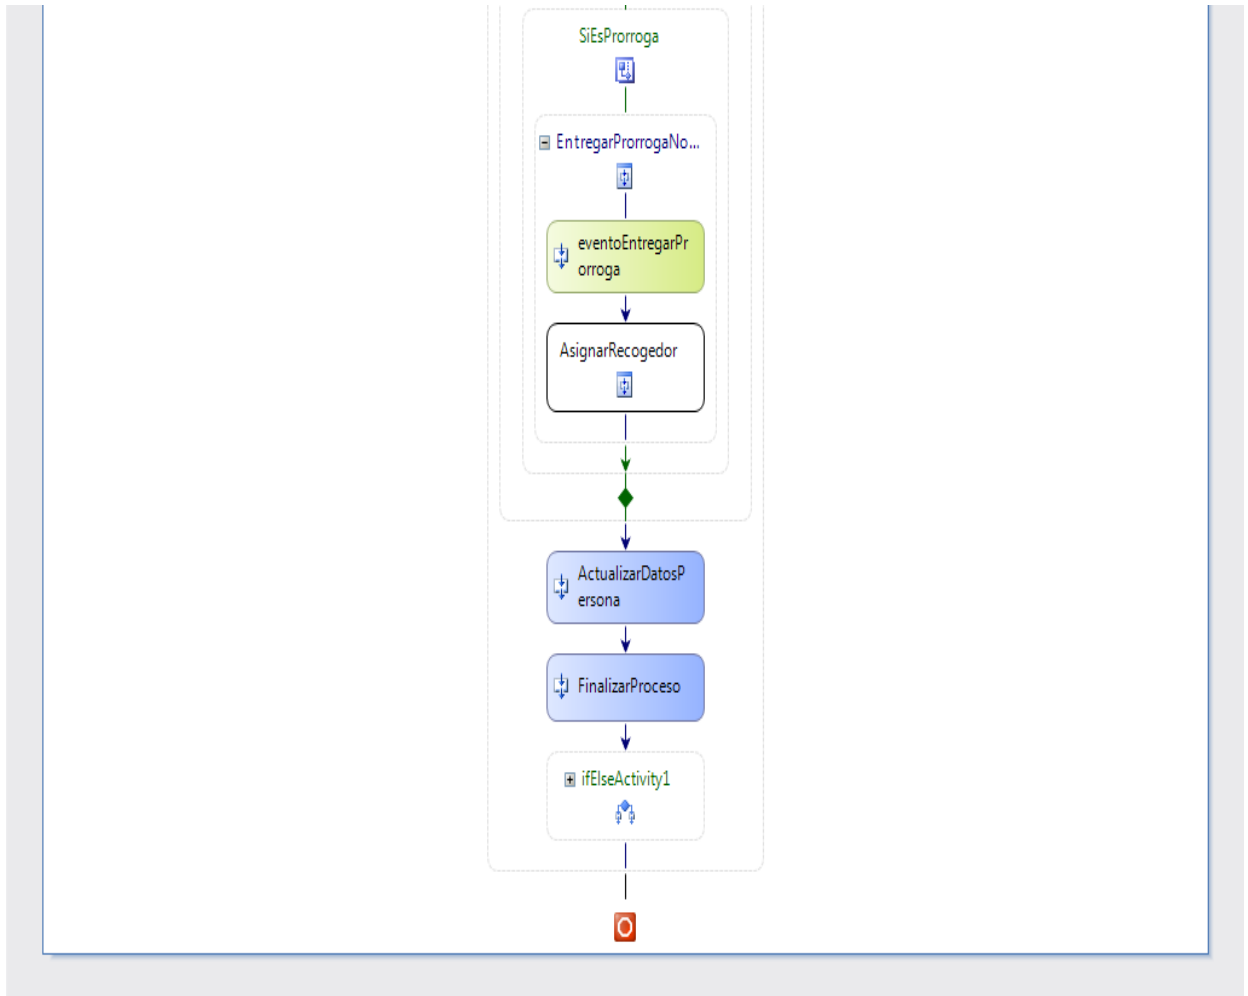 SiEsProrroga
EntregarProrrogaNo...
eventoEntregarPr
orroga
AsignarRecogedor
ActualizarDatosP
ersona
FinalizarProceso
ifElseActivity1